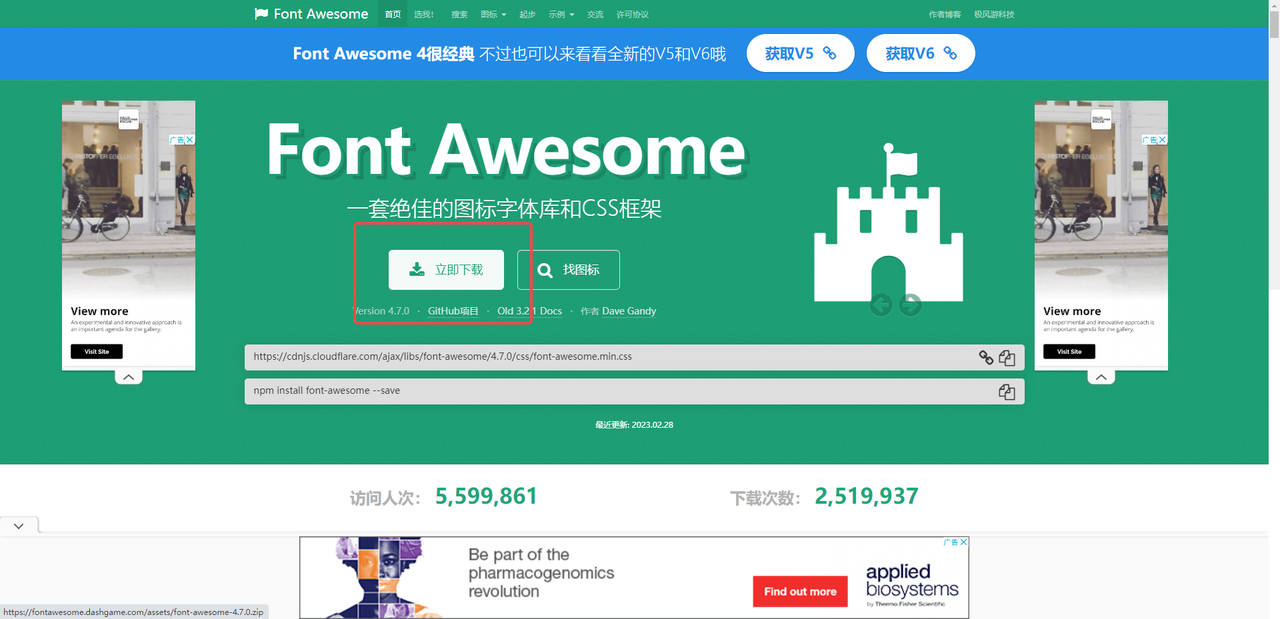 Font Awesome 首页 选我! 搜索 图标 起步 示例 交流 许可协议 作者博客 极风游科技
Font Awesome 4很经典 不过也可以来看看全新的V5和V6哦 获取V5 获取V6
广告
Font Awesome
一套绝佳的图标字体库和CSS框架
立即下载 找图标
Version 4.7.0 · GitHub项目 · Old 3.2.1 Docs · 作者 Dave Gandy
View more
An experimental and innovative approach is
an important agenda for the gallery.
Visit Site
广告
View more
An experimental and innovative approach is
an important agenda for the gallery.
Visit Site
https://cdnjs.cloudflare.com/ajax/libs/font-awesome/4.7.0/css/font-awesome.min.css
npm install font-awesome --save
最近更新: 2023.02.28
访问人次： 5,599,861 下载次数： 2,519,937
广告
Be part of the
pharmacogenomics
revolution
Find out more
applied
biosystems
by Thermo Fisher Scientific
https://fontawesome.dashgame.com/assets/font-awesome-4.7.0.zip